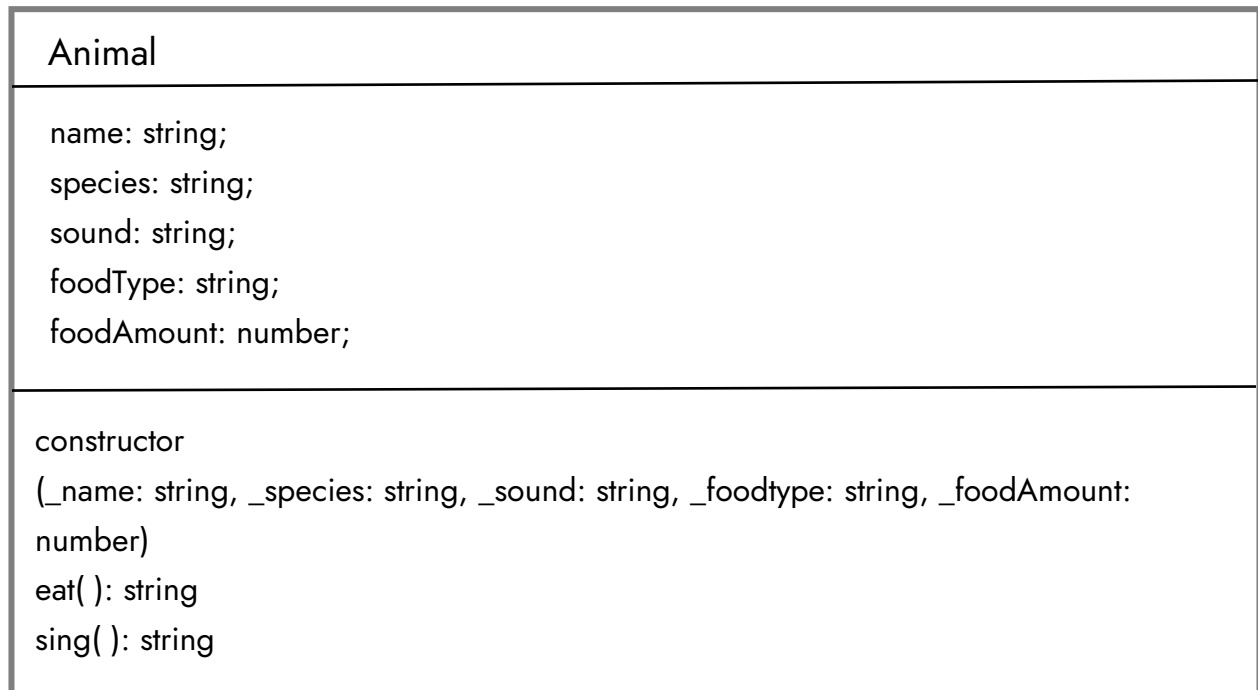 Animal
name: string;
species: string;
sound: string;
foodType: string;
foodAmount: number;
constructor
(_name: string, _species: string, _sound: string, _foodtype: string, _foodAmount:
number)
eat( ): string
sing( ): string